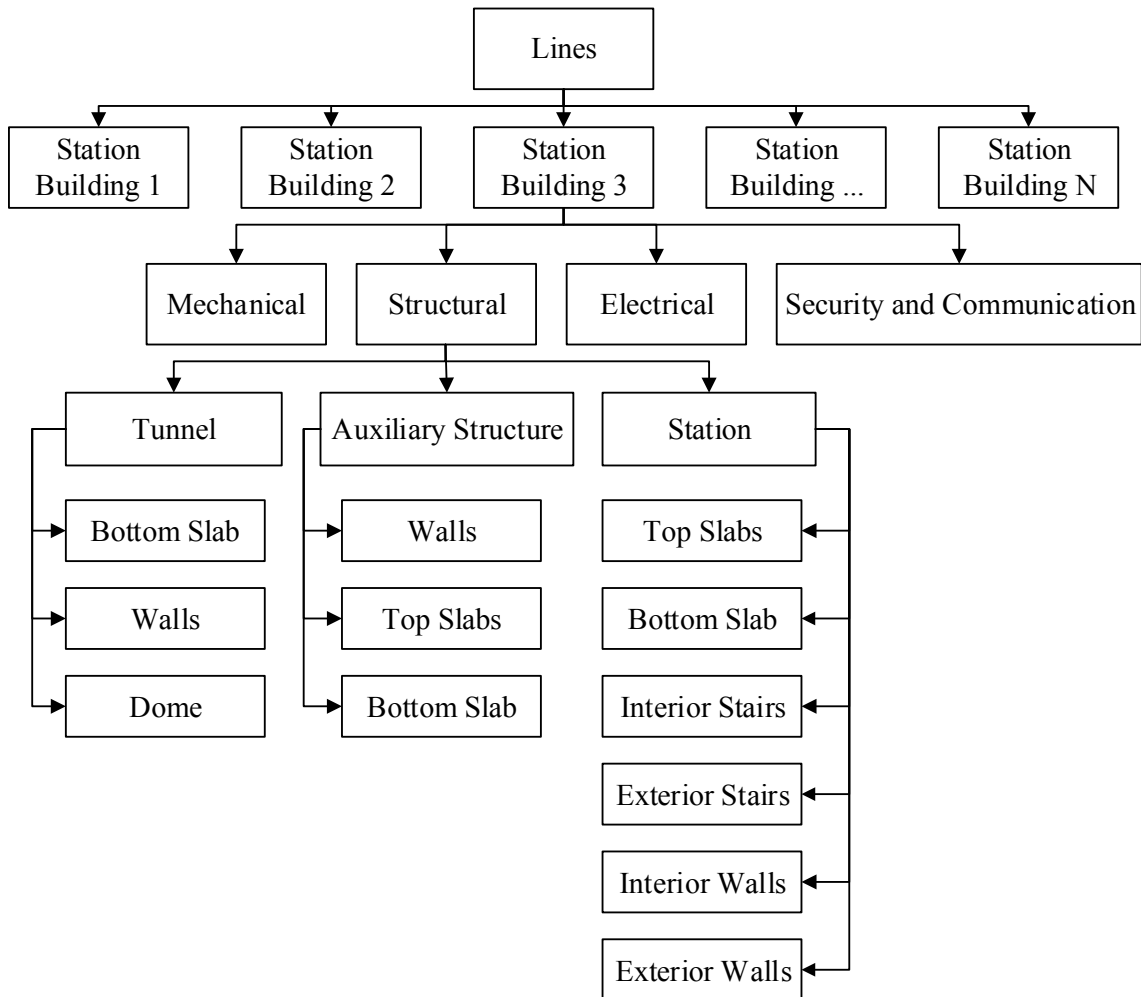 Lines
Station
Building 1
Station
Building 2
Station
Building 3
Station
Building ...
Station
Building N
Mechanical
Structural
Electrical
Security and Communication
Tunnel
Auxiliary Structure
Station
Bottom Slab
Walls
Dome
Walls
Top Slabs
Bottom Slab
Top Slabs
Bottom Slab
Interior Stairs
Exterior Stairs
Interior Walls
Exterior Walls